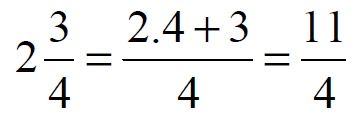 2 3/4 = (2.4 + 3)/4 = 11/4